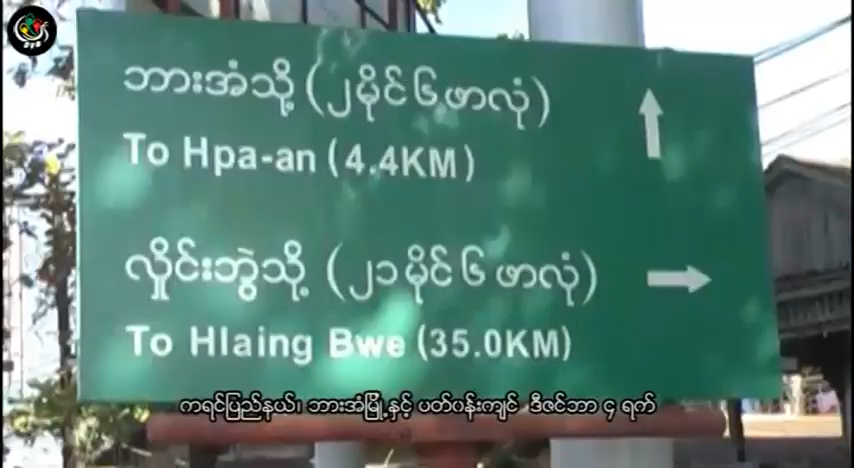 ဘားအံသို့ (၂မိုင် ၆ ဖာလုံ)
To Hpa-an (4.4KM)
လှိုင်းဘွဲသို့ (၂၁ မိုင် ၆ ဖာလုံ)
To Hlaing Bwe (35.0KM)
ကရင်ပြည်နယ်၊ ဘားအံမြို့နှင့် ပတ်ဝန်းကျင် ဒီဇင်ဘာ ၄ ရက်